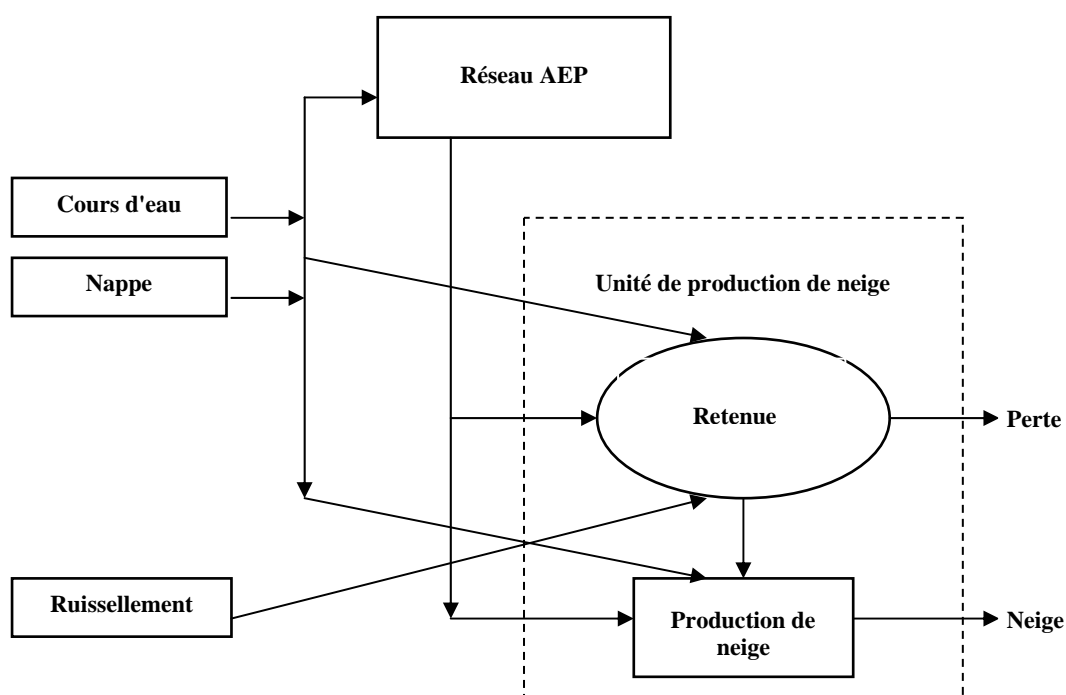 Réseau AEP
Cours d'eau
Nappe
Unité de production de neige
Retenue
Perte
Ruissellement
Production de
neige
Neige